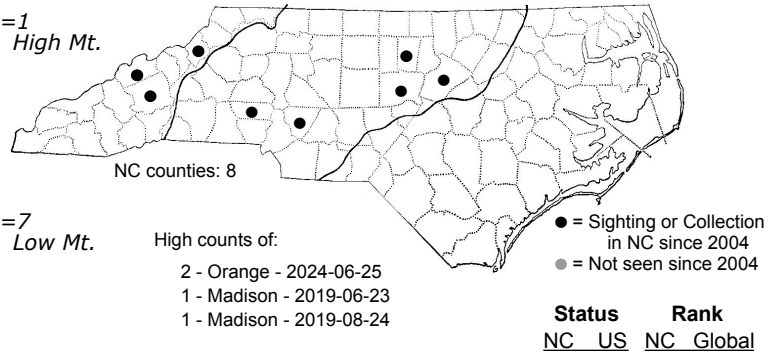 =1
High Mt.
NC counties: 8
=7
Low Mt.
High counts of:
2 - Orange - 2024-06-25
1 - Madison - 2019-06-23
1 - Madison - 2019-08-24
● = Sighting or Collection
in NC since 2004
● = Not seen since 2004
Status Rank
NC US NC Global